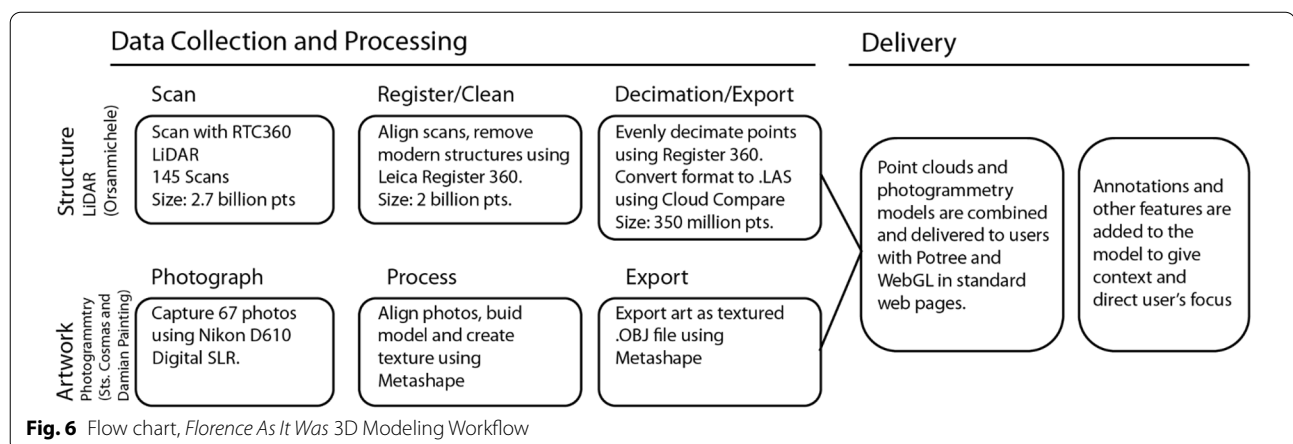 Data Collection and Processing
Delivery
Structure
LiDAR
(Orsanmichele)
Scan
Scan with RTC360
LiDAR
145 Scans
Size: 2.7 billion pts
Register/Clean
Align scans, remove
modern structures using
Leica Register 360.
Size: 2 billion pts.
Decimation/Export
Evenly decimate points
using Register 360.
Convert format to .LAS
using Cloud Compare
Size: 350 million pts.
Artwork
Photogrammtry
(Sts. Cosmas and
Damian Painting)
Photograph
Capture 67 photos
using Nikon D610
Digital SLR.
Process
Align photos, buid
model and create
texture using
Metashape
Export
Export art as textured
.OBJ file using
Metashape
Point clouds and
photogrammetry
models are combined
and delivered to users
with Potree and
WebGL in standard
web pages.
Annotations and
other features are
added to the
model to give
context and
direct user's focus
Fig. 6 Flow chart, Florence As It Was 3D Modeling Workflow